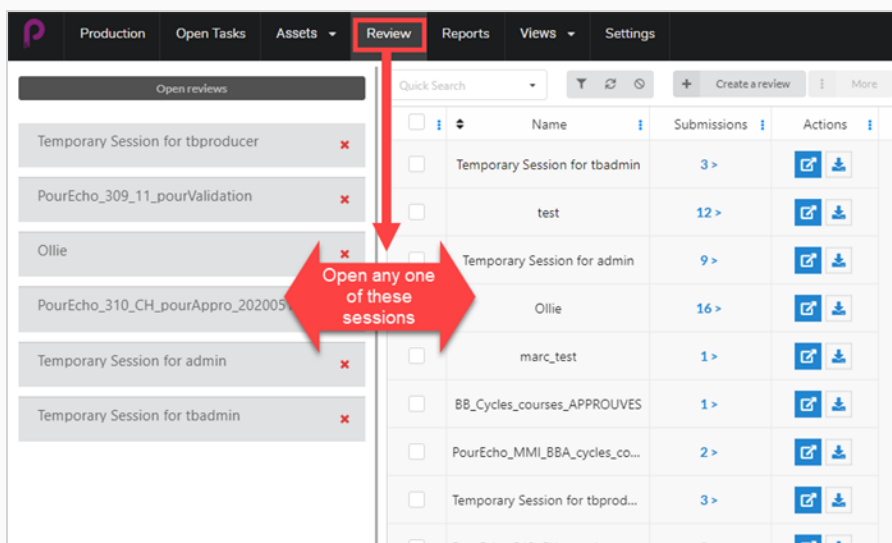 Production Open Tasks Assets Review Reports Views Settings
Open reviews
Temporary Session for tbproducer
PourEcho_309_11_pourValidation
Ollie
PourEcho_310_CH_pourAppro_202005
Temporary Session for admin
Temporary Session for tbadmin
Open any one
of these
sessions
Quick Search + Create a review More
Name Submissions Actions
Temporary Session for tbadmin 3 >
test 12 >
Temporary Session for admin 9 >
Ollie 16 >
marc_test 1 >
BB_Cycles_courses_APPROUVES 1 >
PourEcho_MMI_BBA_cycles_co... 2 >
Temporary Session for tbprod... 3 >